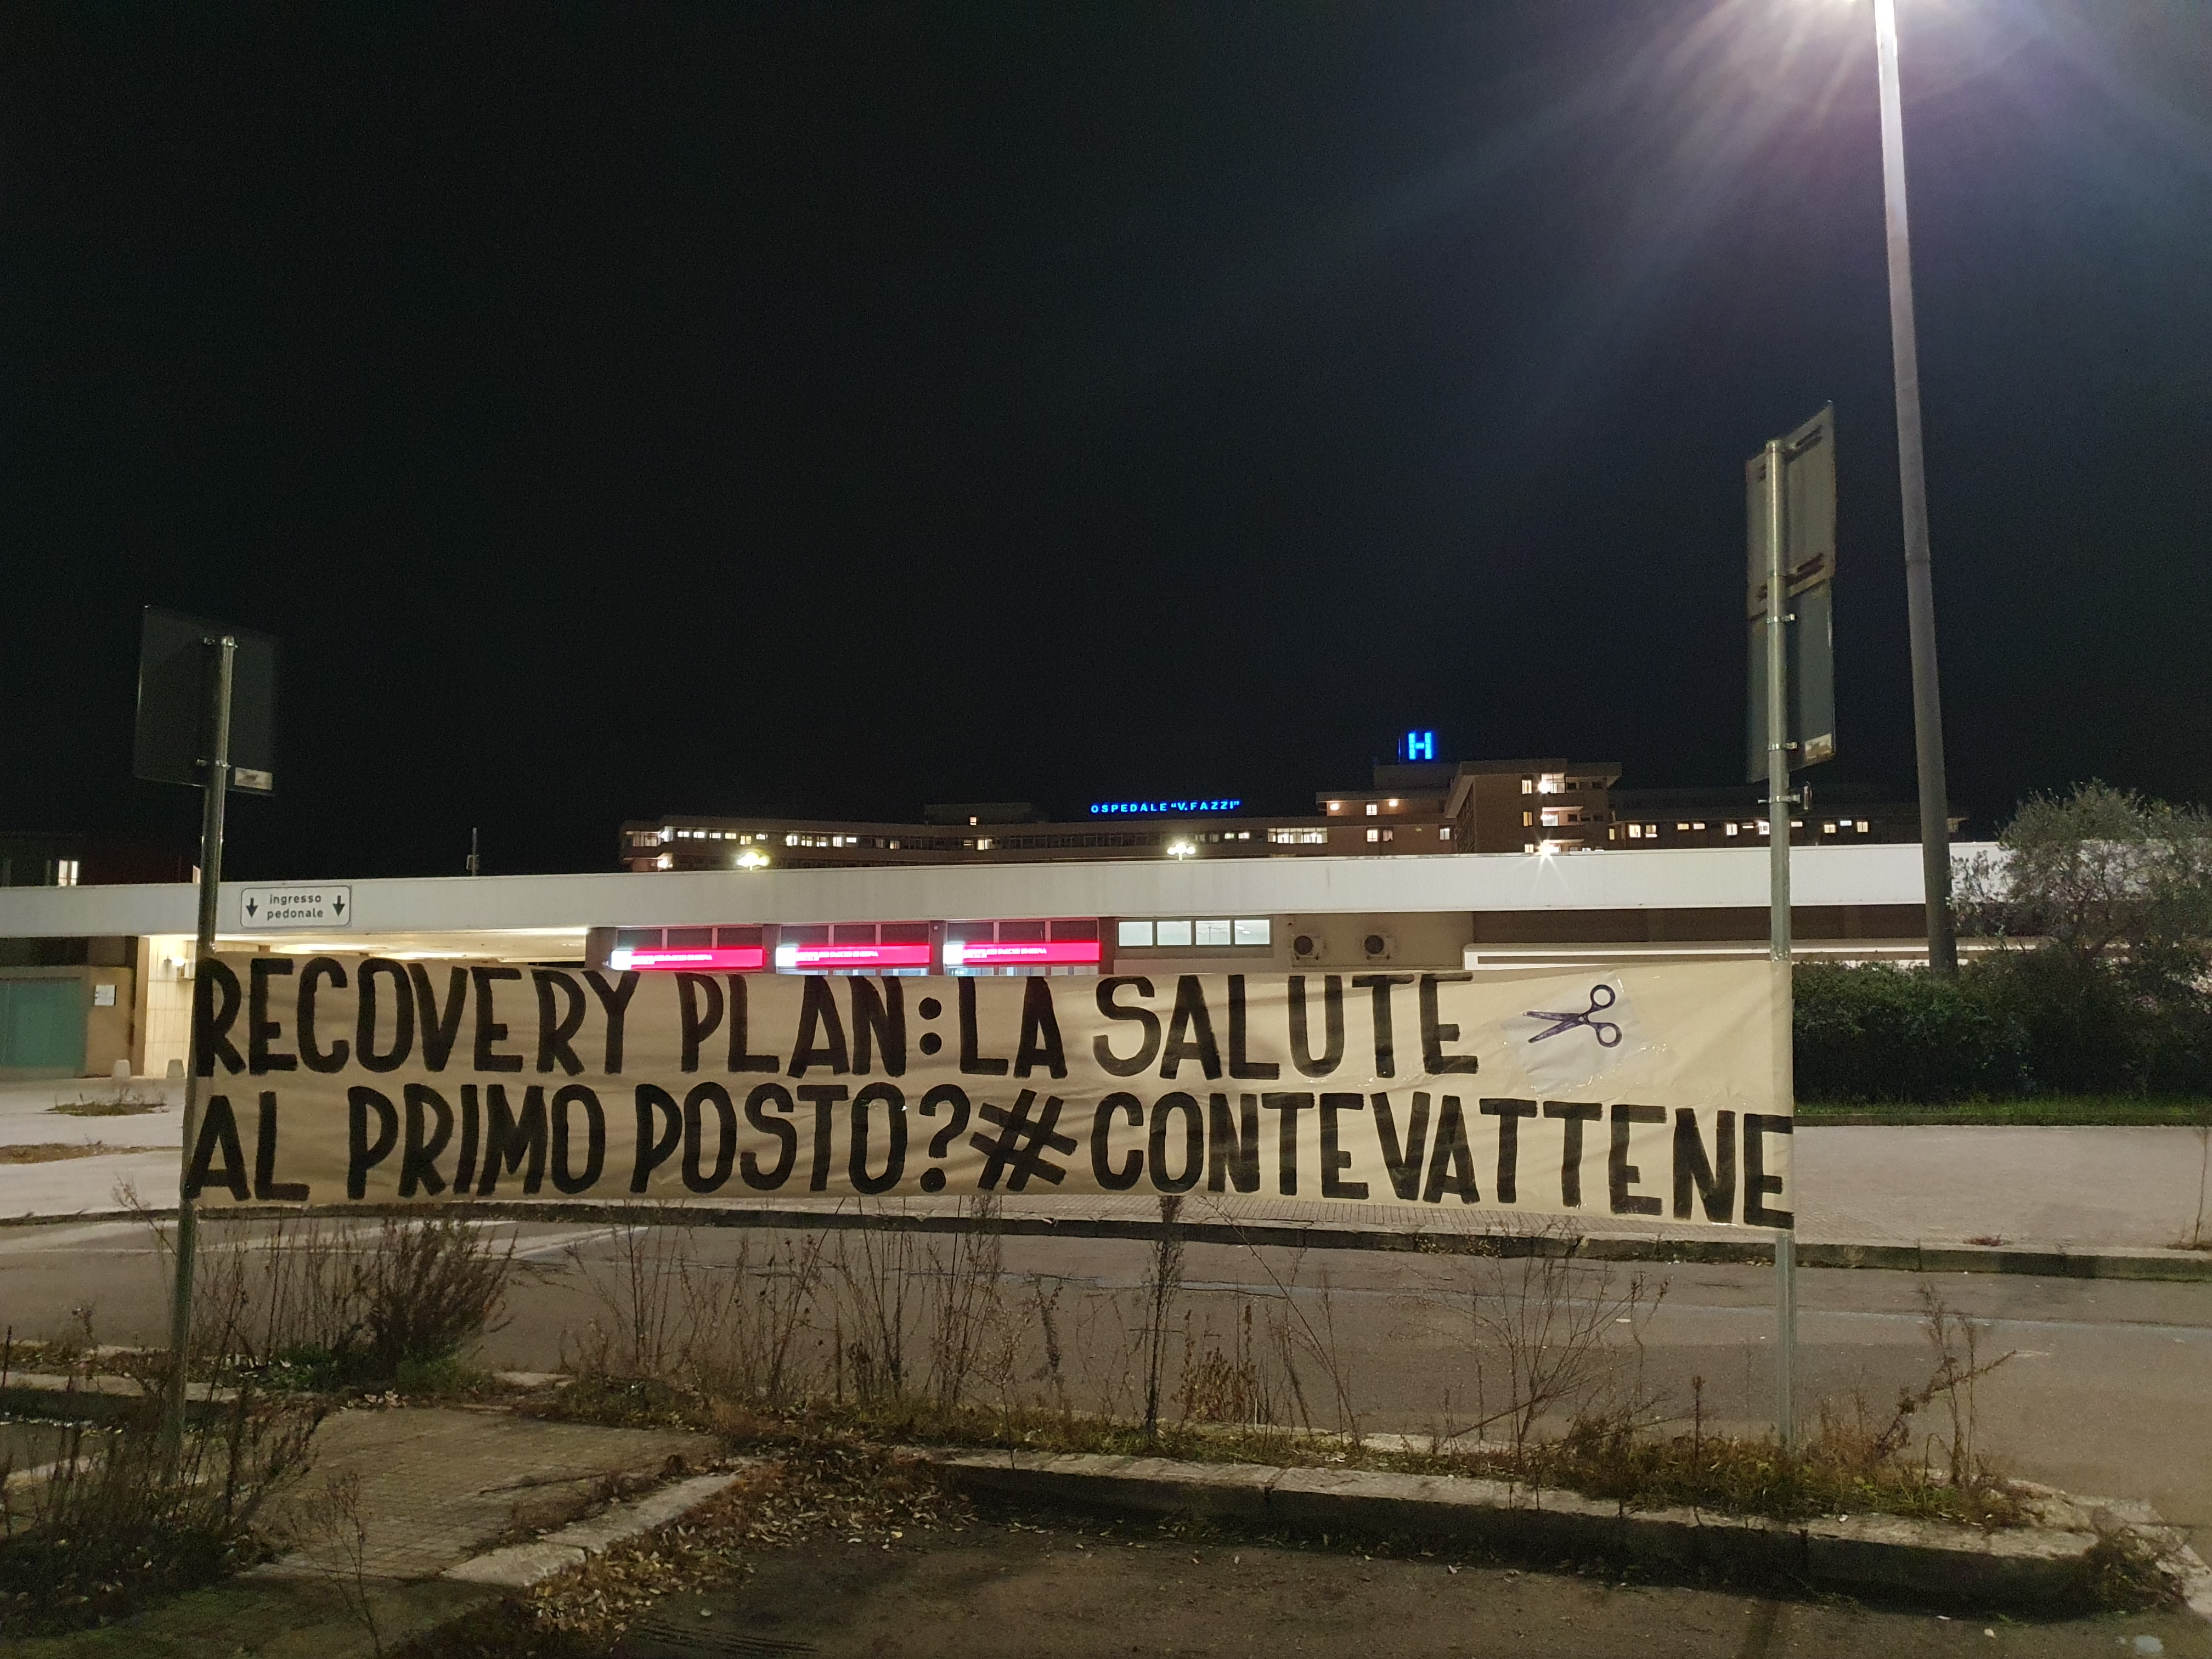 H
OSPEDALE "V.FAZZI"
ingresso
pedonale
RECOVERY PLAN: LA SALUTE
AL PRIMO POSTO? #CONTEVATTENE